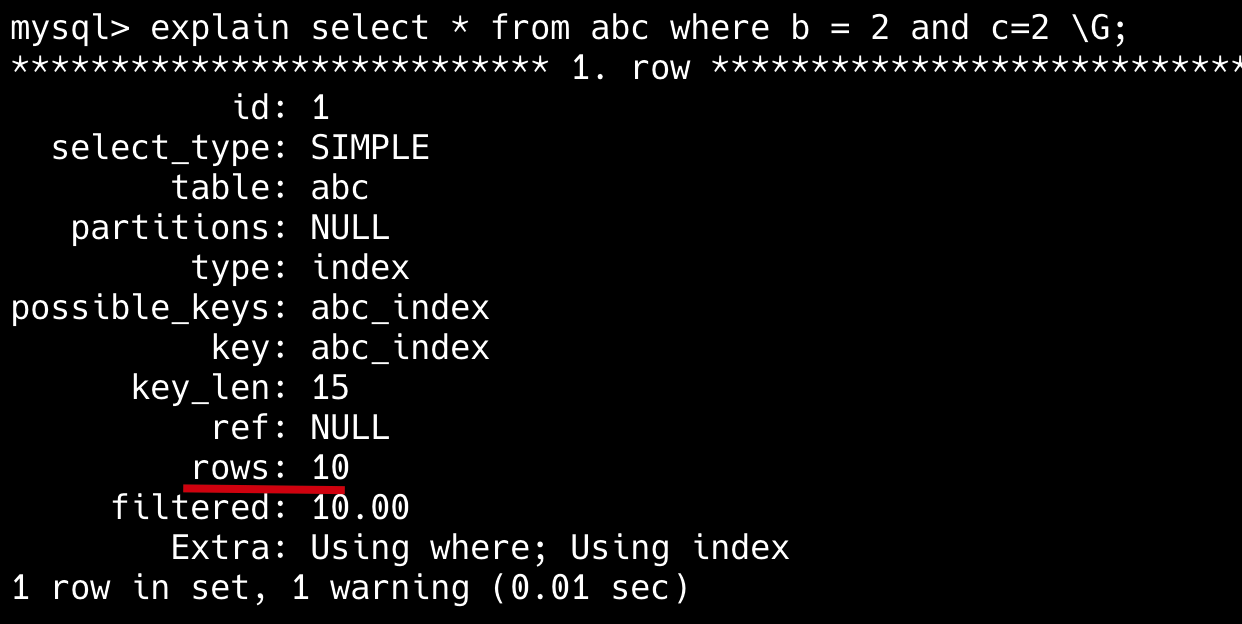 mysql> explain select * from abc where b = 2 and c=2 \G;
*************************** 1. row ***************************
id: 1
select_type: SIMPLE
table: abc
partitions: NULL
type: index
possible_keys: abc_index
key: abc_index
key_len: 15
ref: NULL
rows: 10
filtered: 10.00
Extra: Using where; Using index
1 row in set, 1 warning (0.01 sec)